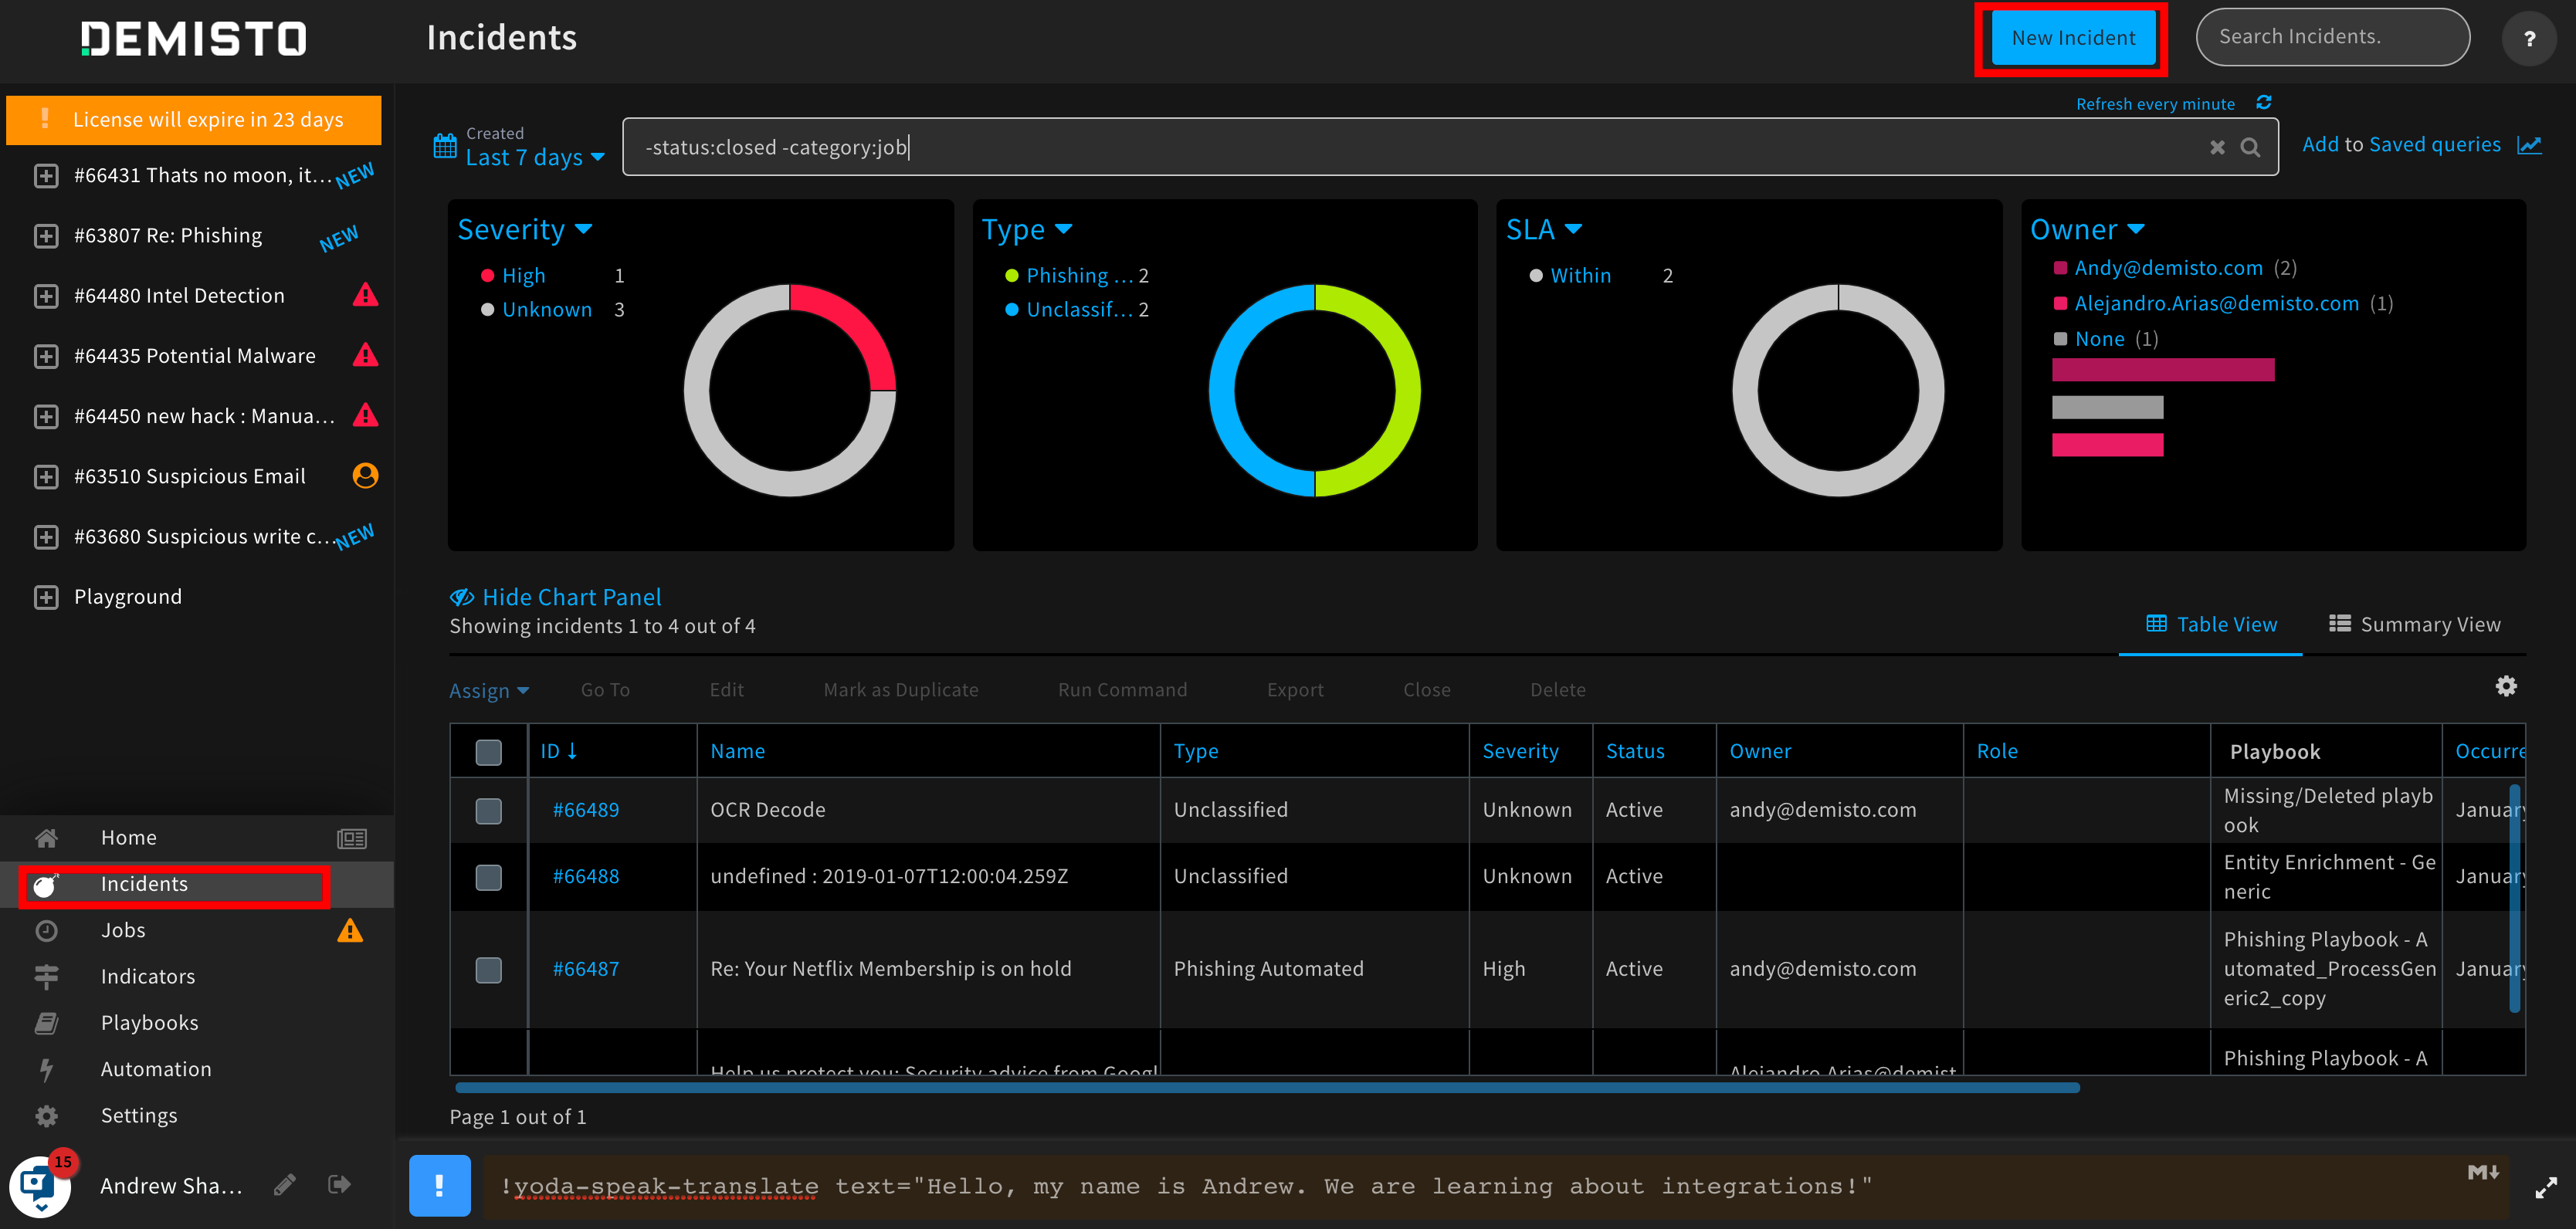 DEMISTO
Incidents
New Incident
Search Incidents.
?
License will expire in 23 days
#66431 Thats no moon, it... NEW
#63807 Re: Phishing NEW
#64480 Intel Detection
#64435 Potential Malware
#64450 new hack : Manua...
#63510 Suspicious Email
#63680 Suspicious write c... NEW
Playground
Home
Incidents
Jobs
Indicators
Playbooks
Automation
Settings
15
Andrew Sha...
Refresh every minute
Created
Last 7 days
-status:closed -category:job
Add to Saved queries
Severity
High 1
Unknown 3
Type
Phishing ... 2
Unclassif... 2
SLA
Within 2
Owner
Andy@demisto.com (2)
Alejandro.Arias@demisto.com (1)
None (1)
Hide Chart Panel
Showing incidents 1 to 4 out of 4
Table View
Summary View
Assign Go To Edit Mark as Duplicate Run Command Export Close Delete
ID Name Type Severity Status Owner Role Playbook Occurre
#66489 OCR Decode Unclassified Unknown Active andy@demisto.com Missing/Deleted playb
ook
January
#66488 undefined : 2019-01-07T12:00:04.259Z Unclassified Unknown Active Entity Enrichment - Ge
neric
January
#66487 Re: Your Netflix Membership is on hold Phishing Automated High Active andy@demisto.com Phishing Playbook - A
utomated_ProcessGen
eric2_copy
January
Help us protect you: Security advice from Googl Alejandro.Arias@demist Phishing Playbook - A
Page 1 out of 1
! !yoda-speak-translate text="Hello, my name is Andrew. We are learning about integrations!"
M